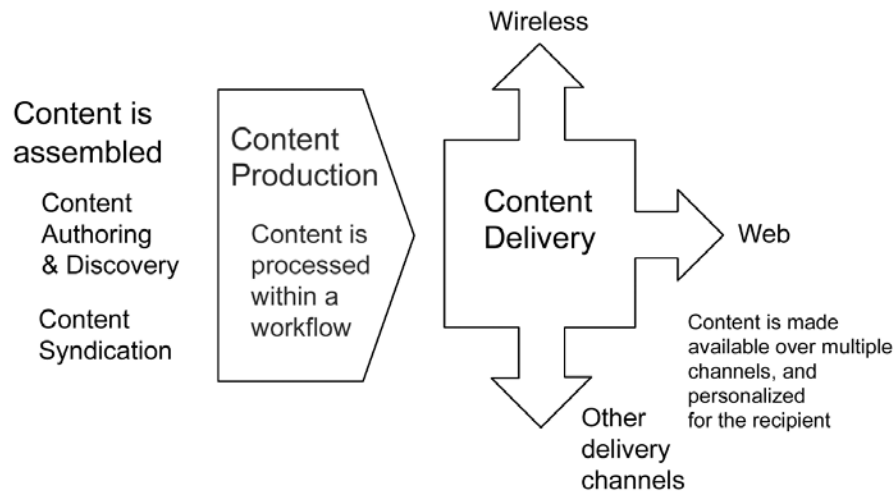 Wireless
Content is
assembled
Content
Authoring
& Discovery
Content
Syndication
Content
Production
Content is
processed
within a
workflow
Content
Delivery
Web
Content is made
available over multiple
channels, and
personalized
for the recipient
Other
delivery
channels